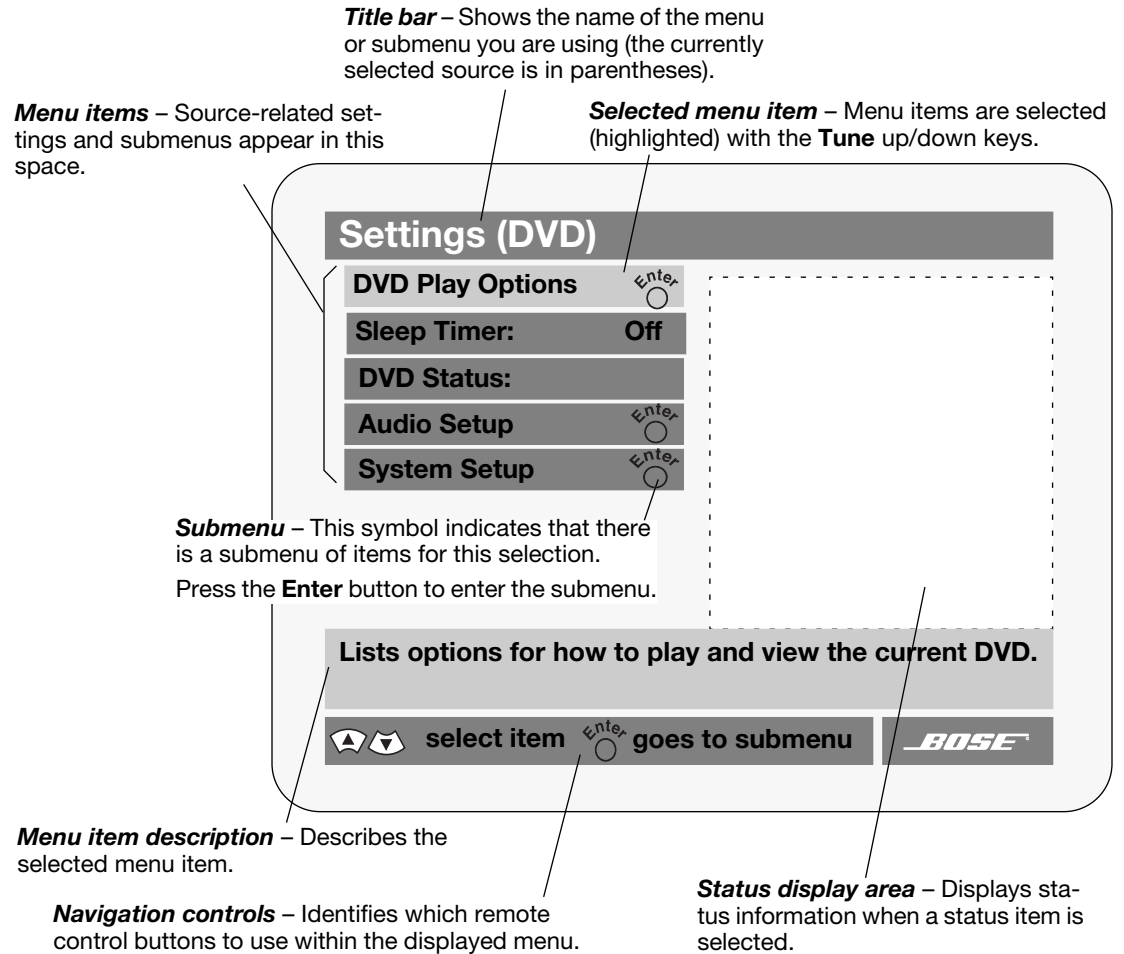 Title bar – Shows the name of the menu
or submenu you are using (the currently
selected source is in parentheses).
Menu items – Source-related set-
tings and submenus appear in this
space.
Selected menu item – Menu items are selected
(highlighted) with the Tune up/down keys.
Settings (DVD)
DVD Play Options Enter
Sleep Timer: Off
DVD Status:
Audio Setup Enter
System Setup Enter
Submenu – This symbol indicates that there
is a submenu of items for this selection.
Press the Enter button to enter the submenu.
Lists options for how to play and view the current DVD.
select item Enter goes to submenu BOSE
Menu item description – Describes the
selected menu item.
Navigation controls – Identifies which remote
control buttons to use within the displayed menu.
Status display area – Displays sta-
tus information when a status item is
selected.